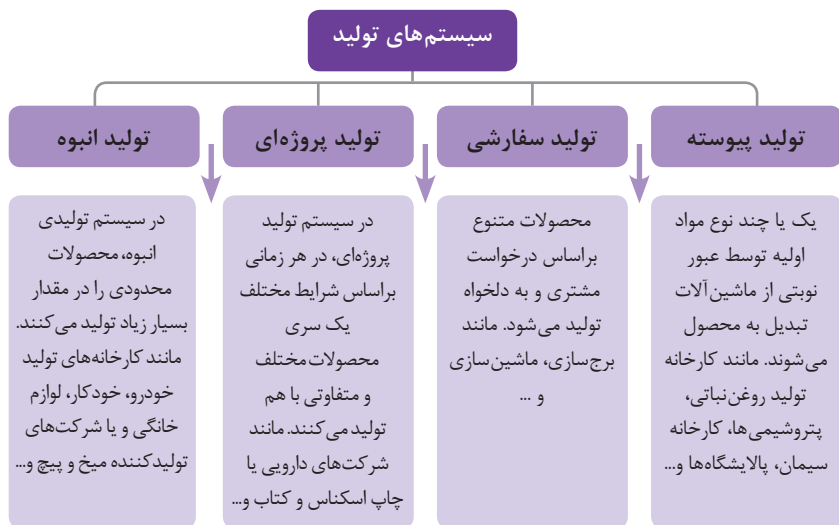 سیستم‌های تولید
تولید پیوسته
یک یا چند نوع مواد
اولیه توسط عبور
نوبتی از ماشین‌آلات
تبدیل به محصول
می‌شوند. مانند کارخانه
تولید روغن‌نباتی،
پتروشیمی‌ها، کارخانه
سیمان، پالایشگاه‌ها و...
تولید سفارشی
محصولات متنوع
براساس درخواست
مشتری و به دلخواه
تولید می‌شود. مانند
برج‌سازی، ماشین‌سازی
و ...
تولید پروژه‌ای
در سیستم تولید
پروژه‌ای، در هر زمانی
براساس شرایط مختلف
یک سری
محصولات مختلف
و متفاوتی با هم
تولید می‌کنند. مانند
شرکت‌های دارویی یا
چاپ اسکناس و کتاب و...
تولید انبوه
در سیستم تولیدی
انبوه، محصولات
محدودی را در مقدار
بسیار زیاد تولید می‌کنند.
مانند کارخانه‌های تولید
خودرو، خودکار، لوازم
خانگی و یا شرکت‌های
تولیدکننده میخ و پیچ و...